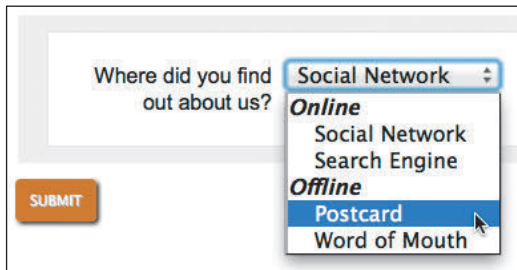 Where did you find Social Network
out about us?
Online
Social Network
Search Engine
Offline
Postcard
Word of Mouth
SUBMIT